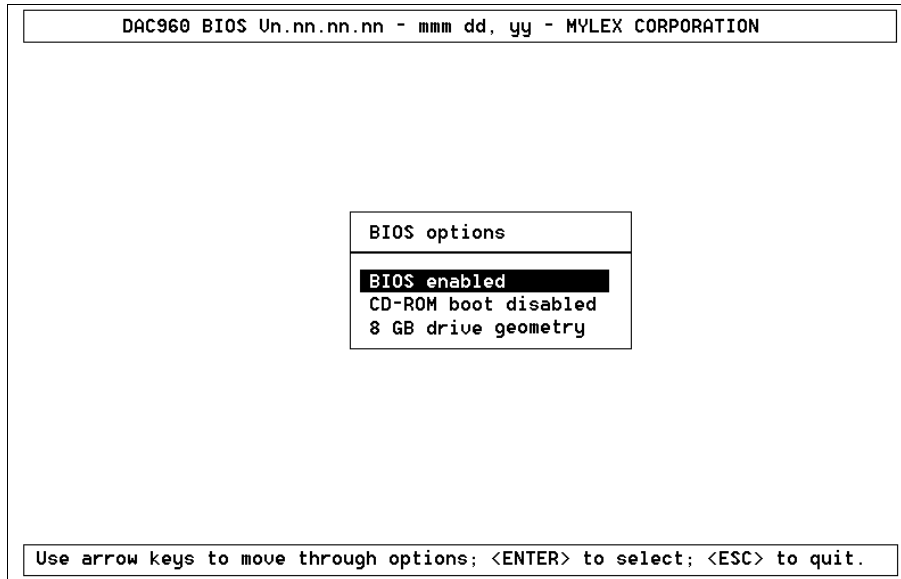 DAC960 BIOS Vn.nn.nn.nn - mmm dd, yy - MYLEX CORPORATION
BIOS options
BIOS enabled
CD-ROM boot disabled
8 GB drive geometry
Use arrow keys to move through options; <ENTER> to select; <ESC> to quit.